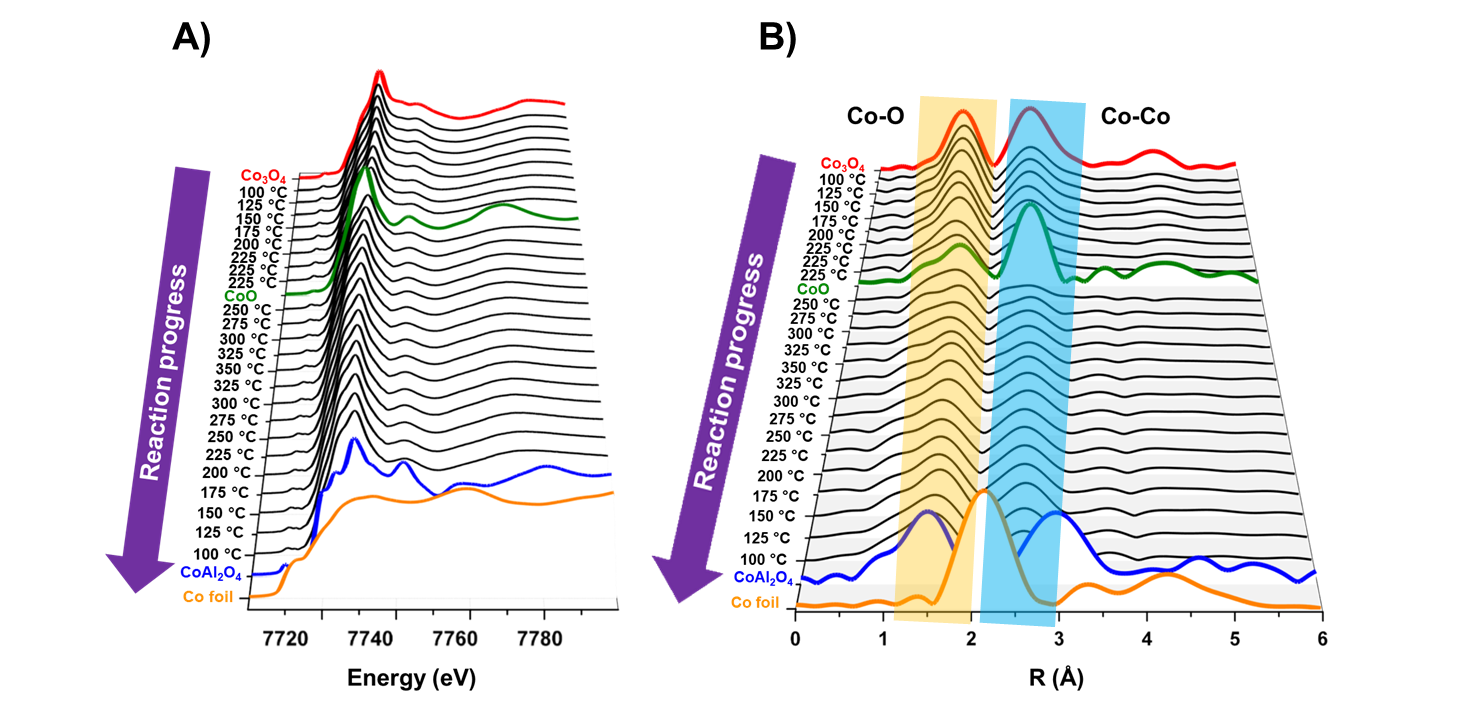 A)
Reaction progress
Co₃O₄
100 °C
125 °C
150 °C
175 °C
200 °C
225 °C
225 °C
225 °C
CoO
250 °C
275 °C
300 °C
325 °C
350 °C
325 °C
300 °C
275 °C
250 °C
225 °C
200 °C
175 °C
150 °C
125 °C
100 °C
CoAl₂O₄
Co foil
7720 7740 7760 7780
Energy (eV)
B)
Co-O Co-Co
Reaction progress
Co₃O₄
100 °C
125 °C
150 °C
175 °C
200 °C
225 °C
225 °C
225 °C
CoO
250 °C
275 °C
300 °C
325 °C
350 °C
325 °C
300 °C
275 °C
250 °C
225 °C
200 °C
175 °C
150 °C
125 °C
100 °C
CoAl₂O₄
Co foil
0 1 2 3 4 5 6
R (Å)